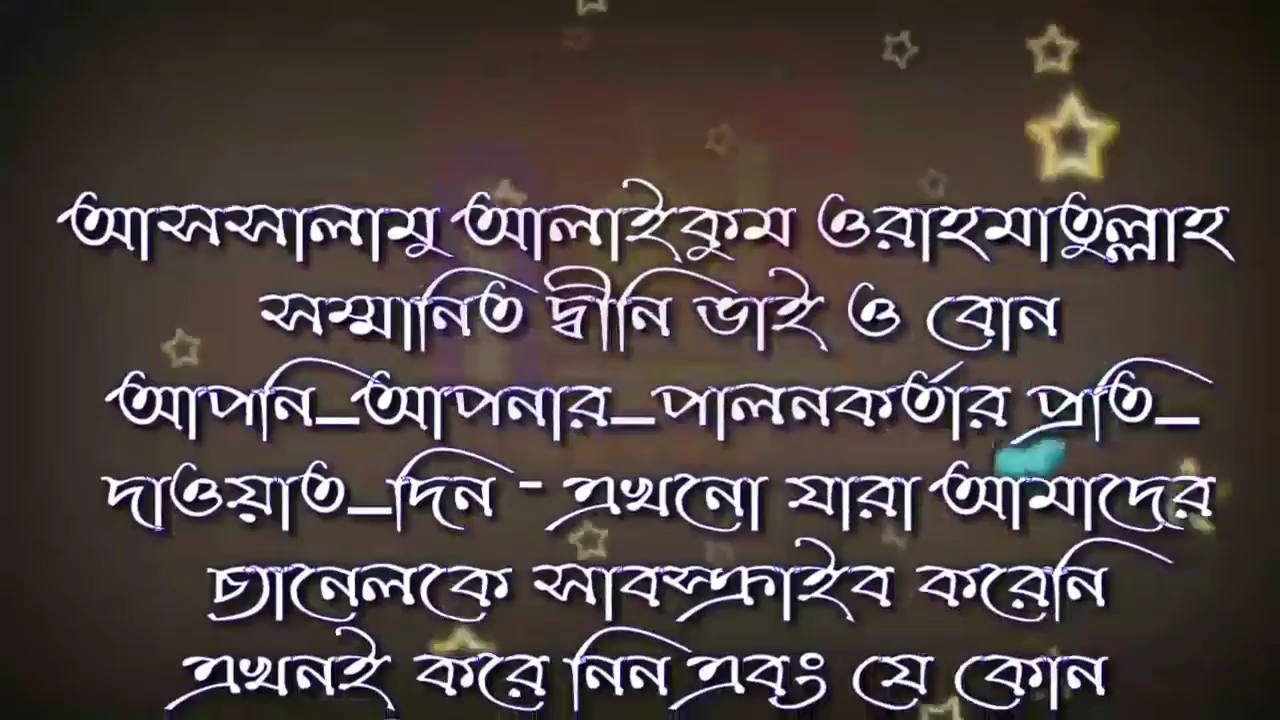 আসসালামু আলাইকুম ওরাহমাতুল্লাহ
সম্মানিত দ্বীনি ভাই ও বোন
আপনি_আপনার_পালনকর্তার প্রতি_
দাওয়াত_দিন - এখনো যারা আমাদের
চ্যানেলকে সাবস্ক্রাইব করেনি
এখনই করে নিন এবং যে কোন